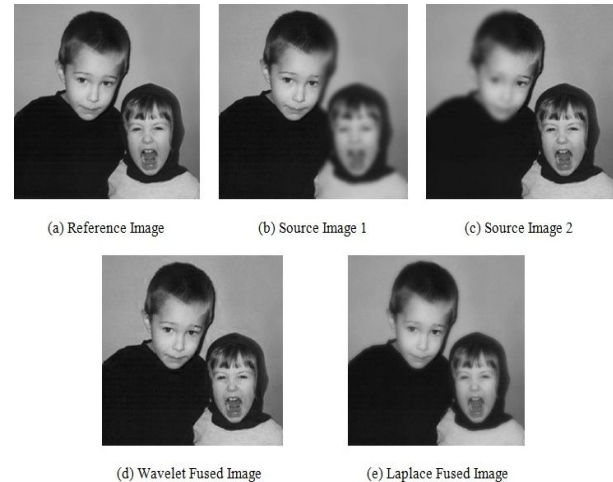 (a) Reference Image
(b) Source Image 1
(c) Source Image 2
(d) Wavelet Fused Image
(e) Laplace Fused Image